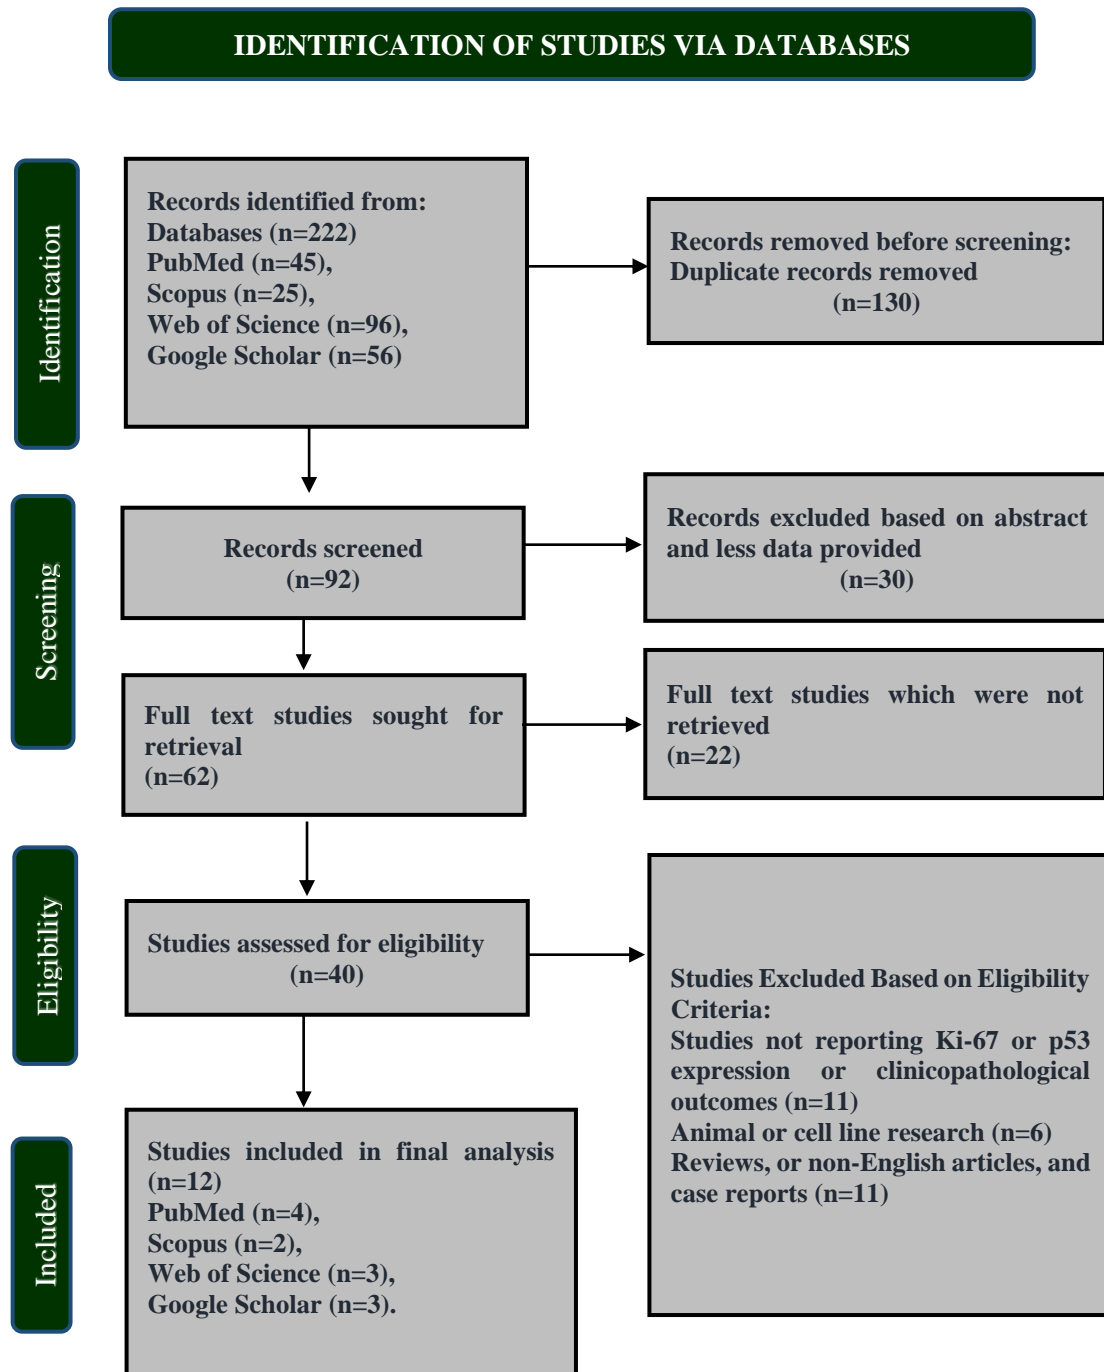 IDENTIFICATION OF STUDIES VIA DATABASES
Identification
Records identified from:
Databases (n=222)
PubMed (n=45),
Scopus (n=25),
Web of Science (n=96),
Google Scholar (n=56)
Records removed before screening:
Duplicate records removed
(n=130)
Screening
Records screened
(n=92)
Records excluded based on abstract
and less data provided
(n=30)
Full text studies sought for
retrieval
(n=62)
Full text studies which were not
retrieved
(n=22)
Eligibility
Studies assessed for eligibility
(n=40)
Studies Excluded Based on Eligibility
Criteria:
Studies not reporting Ki-67 or p53
expression or clinicopathological
outcomes (n=11)
Animal or cell line research (n=6)
Reviews, or non-English articles, and
case reports (n=11)
Included
Studies included in final analysis
(n=12)
PubMed (n=4),
Scopus (n=2),
Web of Science (n=3),
Google Scholar (n=3).